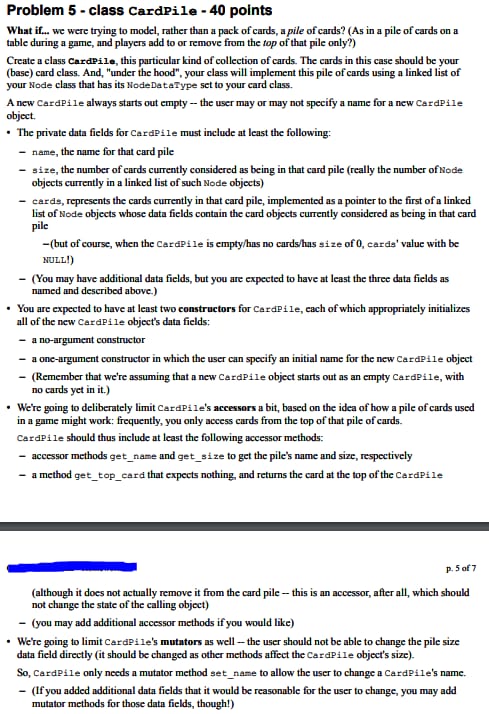 Problem 5 - class CardPile - 40 points
What if... we were trying to model, rather than a pack of cards, a pile of cards? (As in a pile of cards on a
table during a game, and players add to or remove from the top of that pile only?)
Create a class CardPile, this particular kind of collection of cards. The cards in this case should be your
(base) card class. And, "under the hood", your class will implement this pile of cards using a linked list of
your Node class that has its NodeDataType set to your card class.
A new CardPile always starts out empty -- the user may or may not specify a name for a new CardPile
object.
• The private data fields for CardPile must include at least the following:
– name, the name for that card pile
– size, the number of cards currently considered as being in that card pile (really the number of Node
objects currently in a linked list of such Node objects)
– cards, represents the cards currently in that card pile, implemented as a pointer to the first of a linked
list of Node objects whose data fields contain the card objects currently considered as being in that card
pile
–(but of course, when the CardPile is empty/has no cards/has size of 0, cards' value with be
NULL!)
– (You may have additional data fields, but you are expected to have at least the three data fields as
named and described above.)
• You are expected to have at least two constructors for CardPile, each of which appropriately initializes
all of the new CardPile object's data fields:
– a no-argument constructor
– a one-argument constructor in which the user can specify an initial name for the new CardPile object
– (Remember that we're assuming that a new CardPile object starts out as an empty CardPile, with
no cards yet in it.)
• We're going to deliberately limit CardPile's accessors a bit, based on the idea of how a pile of cards used
in a game might work: frequently, you only access cards from the top of that pile of cards.
CardPile should thus include at least the following accessor methods:
– accessor methods get_name and get_size to get the pile's name and size, respectively
– a method get_top_card that expects nothing, and returns the card at the top of the CardPile
p. 5 of 7
(although it does not actually remove it from the card pile -- this is an accessor, after all, which should
not change the state of the calling object)
– (you may add additional accessor methods if you would like)
• We're going to limit CardPile's mutators as well -- the user should not be able to change the pile size
data field directly (it should be changed as other methods affect the CardPile object's size).
So, CardPile only needs a mutator method set_name to allow the user to change a CardPile's name.
– (If you added additional data fields that it would be reasonable for the user to change, you may add
mutator methods for those data fields, though!)